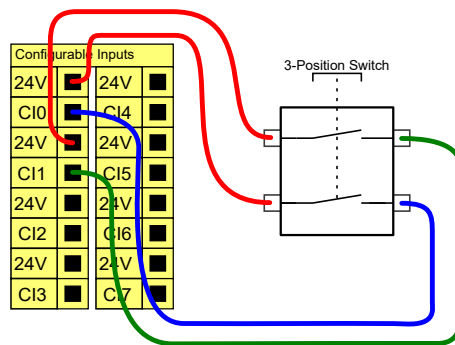 Configurable Inputs
24V 24V
CI0 CI4
24V 24V
CI1 CI5
24V 24V
CI2 CI6
24V 24V
CI3 CI7
3-Position Switch